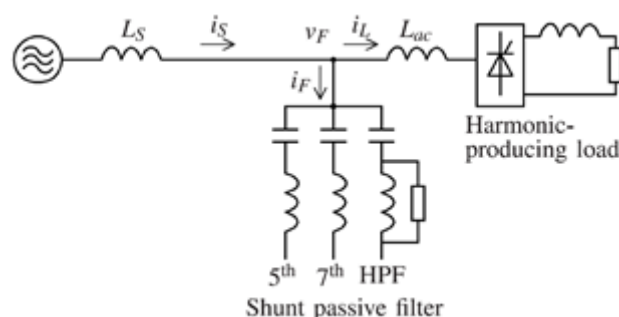 L_S i_S v_F i_L L_ac
i_F
Harmonic-
producing load
5th 7th HPF
Shunt passive filter